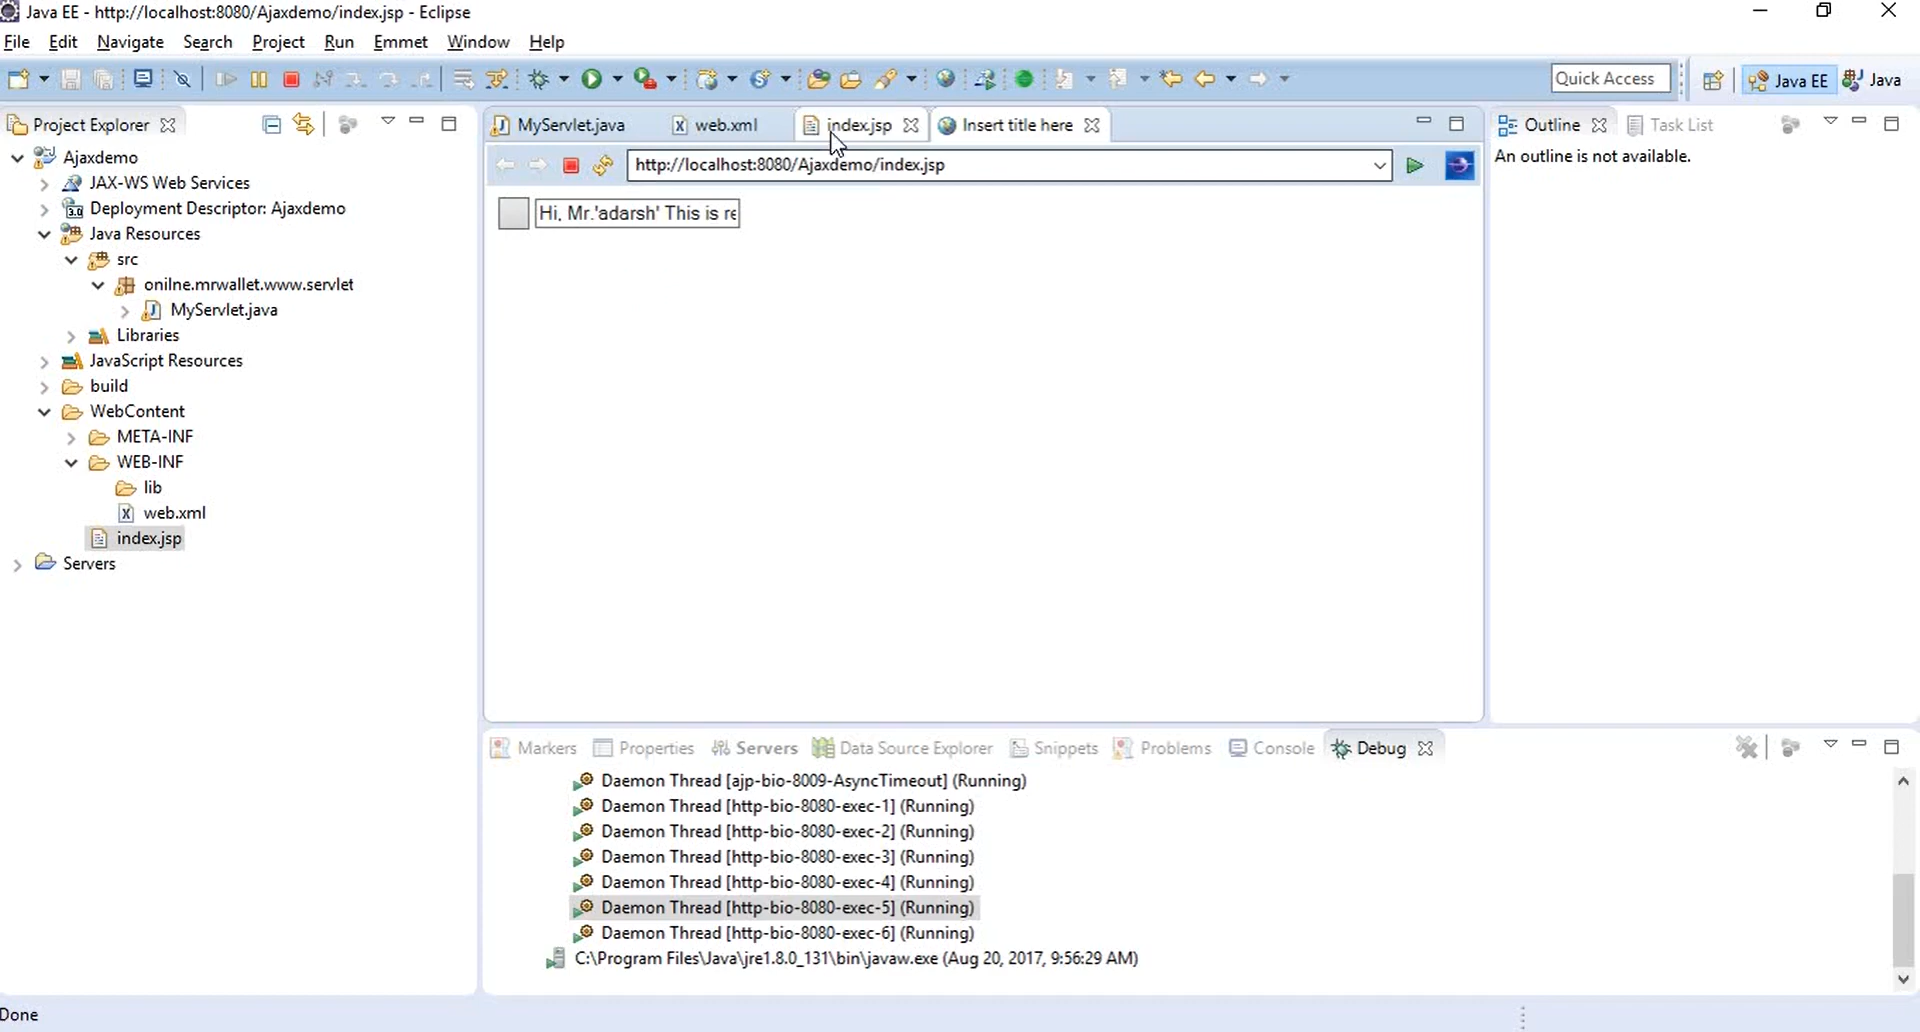 Java EE - http://localhost:8080/Ajaxdemo/index.jsp - Eclipse
File Edit Navigate Search Project Run Emmet Window Help
Quick Access Java EE Java
Project Explorer
Ajaxdemo
JAX-WS Web Services
Deployment Descriptor: Ajaxdemo
Java Resources
src
onilne.mrwallet.www.servlet
MyServlet.java
Libraries
JavaScript Resources
build
WebContent
META-INF
WEB-INF
lib
web.xml
index.jsp
Servers
MyServlet.java web.xml index.jsp Insert title here
http://localhost:8080/Ajaxdemo/index.jsp
Hi, Mr.'adarsh' This is re
Outline Task List
An outline is not available.
Markers Properties Servers Data Source Explorer Snippets Problems Console Debug
Daemon Thread [ajp-bio-8009-AsyncTimeout] (Running)
Daemon Thread [http-bio-8080-exec-1] (Running)
Daemon Thread [http-bio-8080-exec-2] (Running)
Daemon Thread [http-bio-8080-exec-3] (Running)
Daemon Thread [http-bio-8080-exec-4] (Running)
Daemon Thread [http-bio-8080-exec-5] (Running)
Daemon Thread [http-bio-8080-exec-6] (Running)
C:\Program Files\Java\jre1.8.0_131\bin\javaw.exe (Aug 20, 2017, 9:56:29 AM)
Done